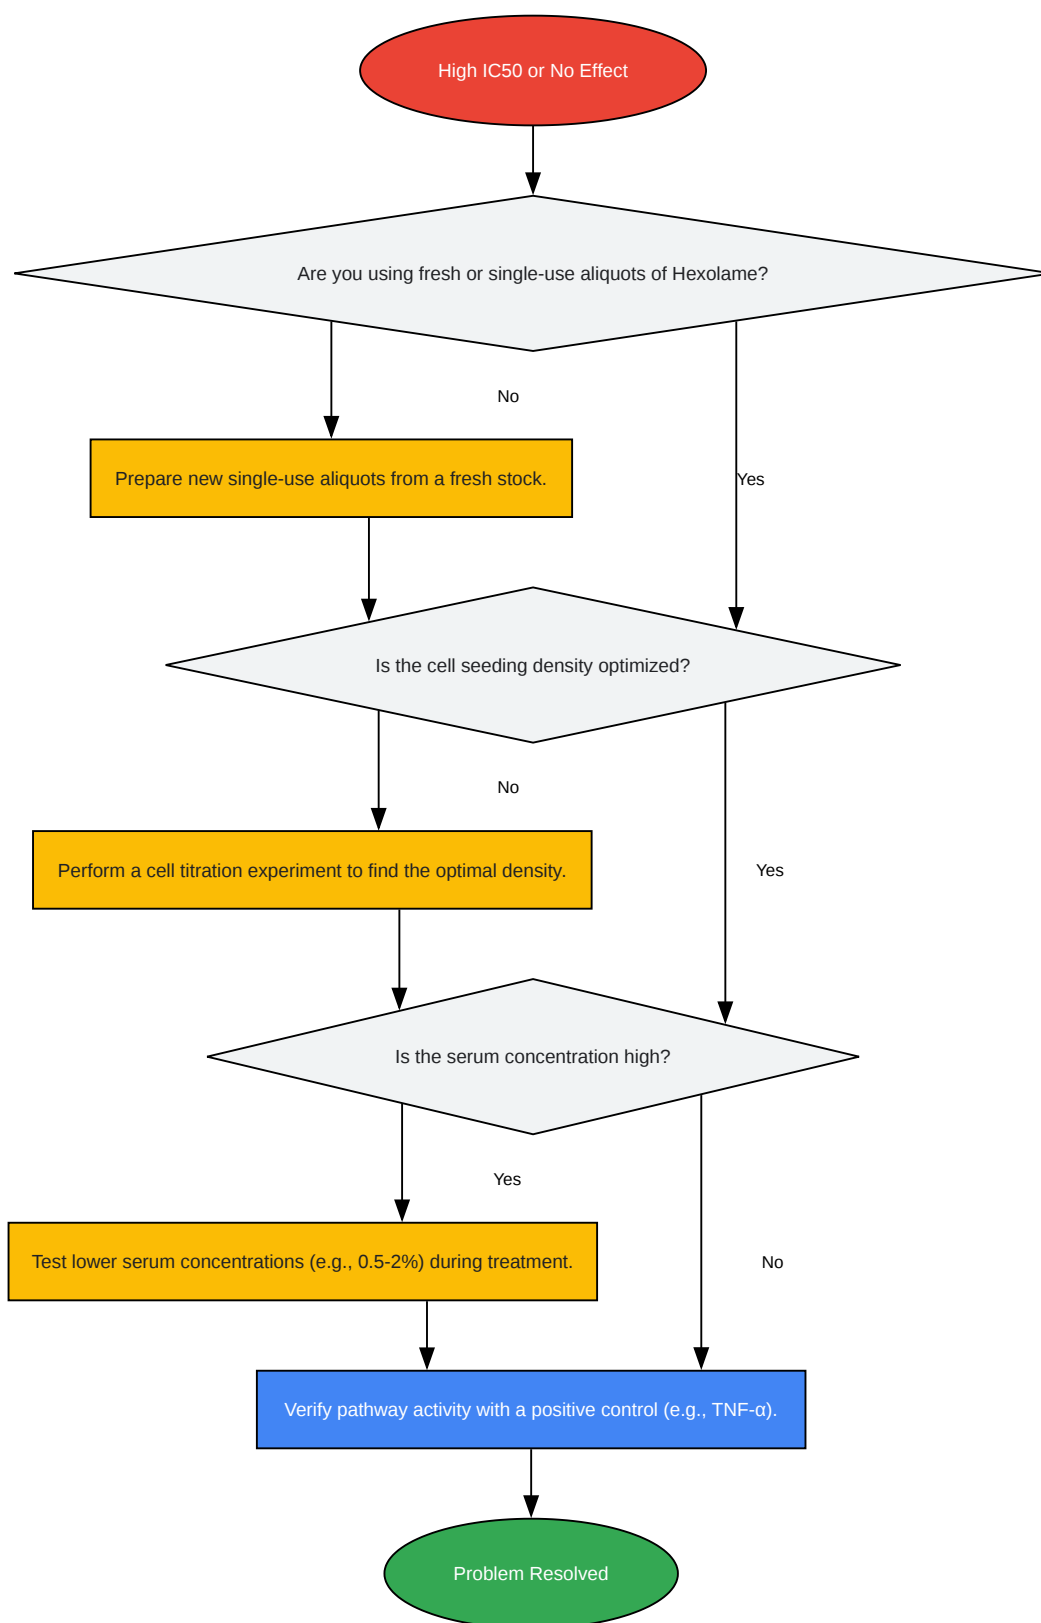 High IC50 or No Effect
Are you using fresh or single-use aliquots of Hexolame?
No
Prepare new single-use aliquots from a fresh stock.
Yes
Is the cell seeding density optimized?
No
Perform a cell titration experiment to find the optimal density.
Yes
Is the serum concentration high?
Yes
Test lower serum concentrations (e.g., 0.5-2%) during treatment.
No
Verify pathway activity with a positive control (e.g., TNF-α).
Problem Resolved